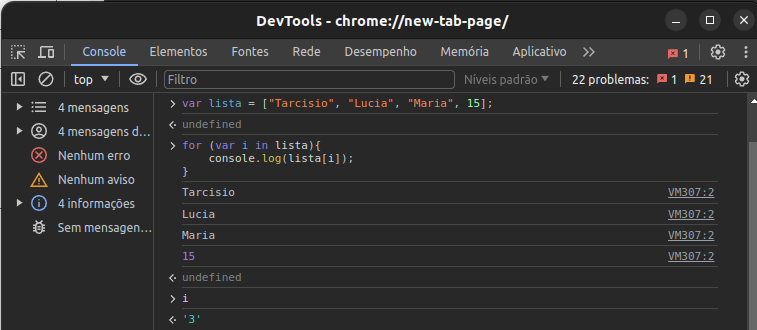 DevTools - chrome://new-tab-page/
Console Elementos Fontes Rede Desempenho Memória Aplicativo 1
top Filtro Níveis padrão 22 problemas: 1 21
4 mensagens
4 mensagens d...
Nenhum erro
Nenhum aviso
4 informações
Sem mensagen...
var lista = ["Tarcisio", "Lucia", "Maria", 15];
undefined
for (var i in lista){
console.log(lista[i]);
}
Tarcisio VM307:2
Lucia VM307:2
Maria VM307:2
15 VM307:2
undefined
i
'3'